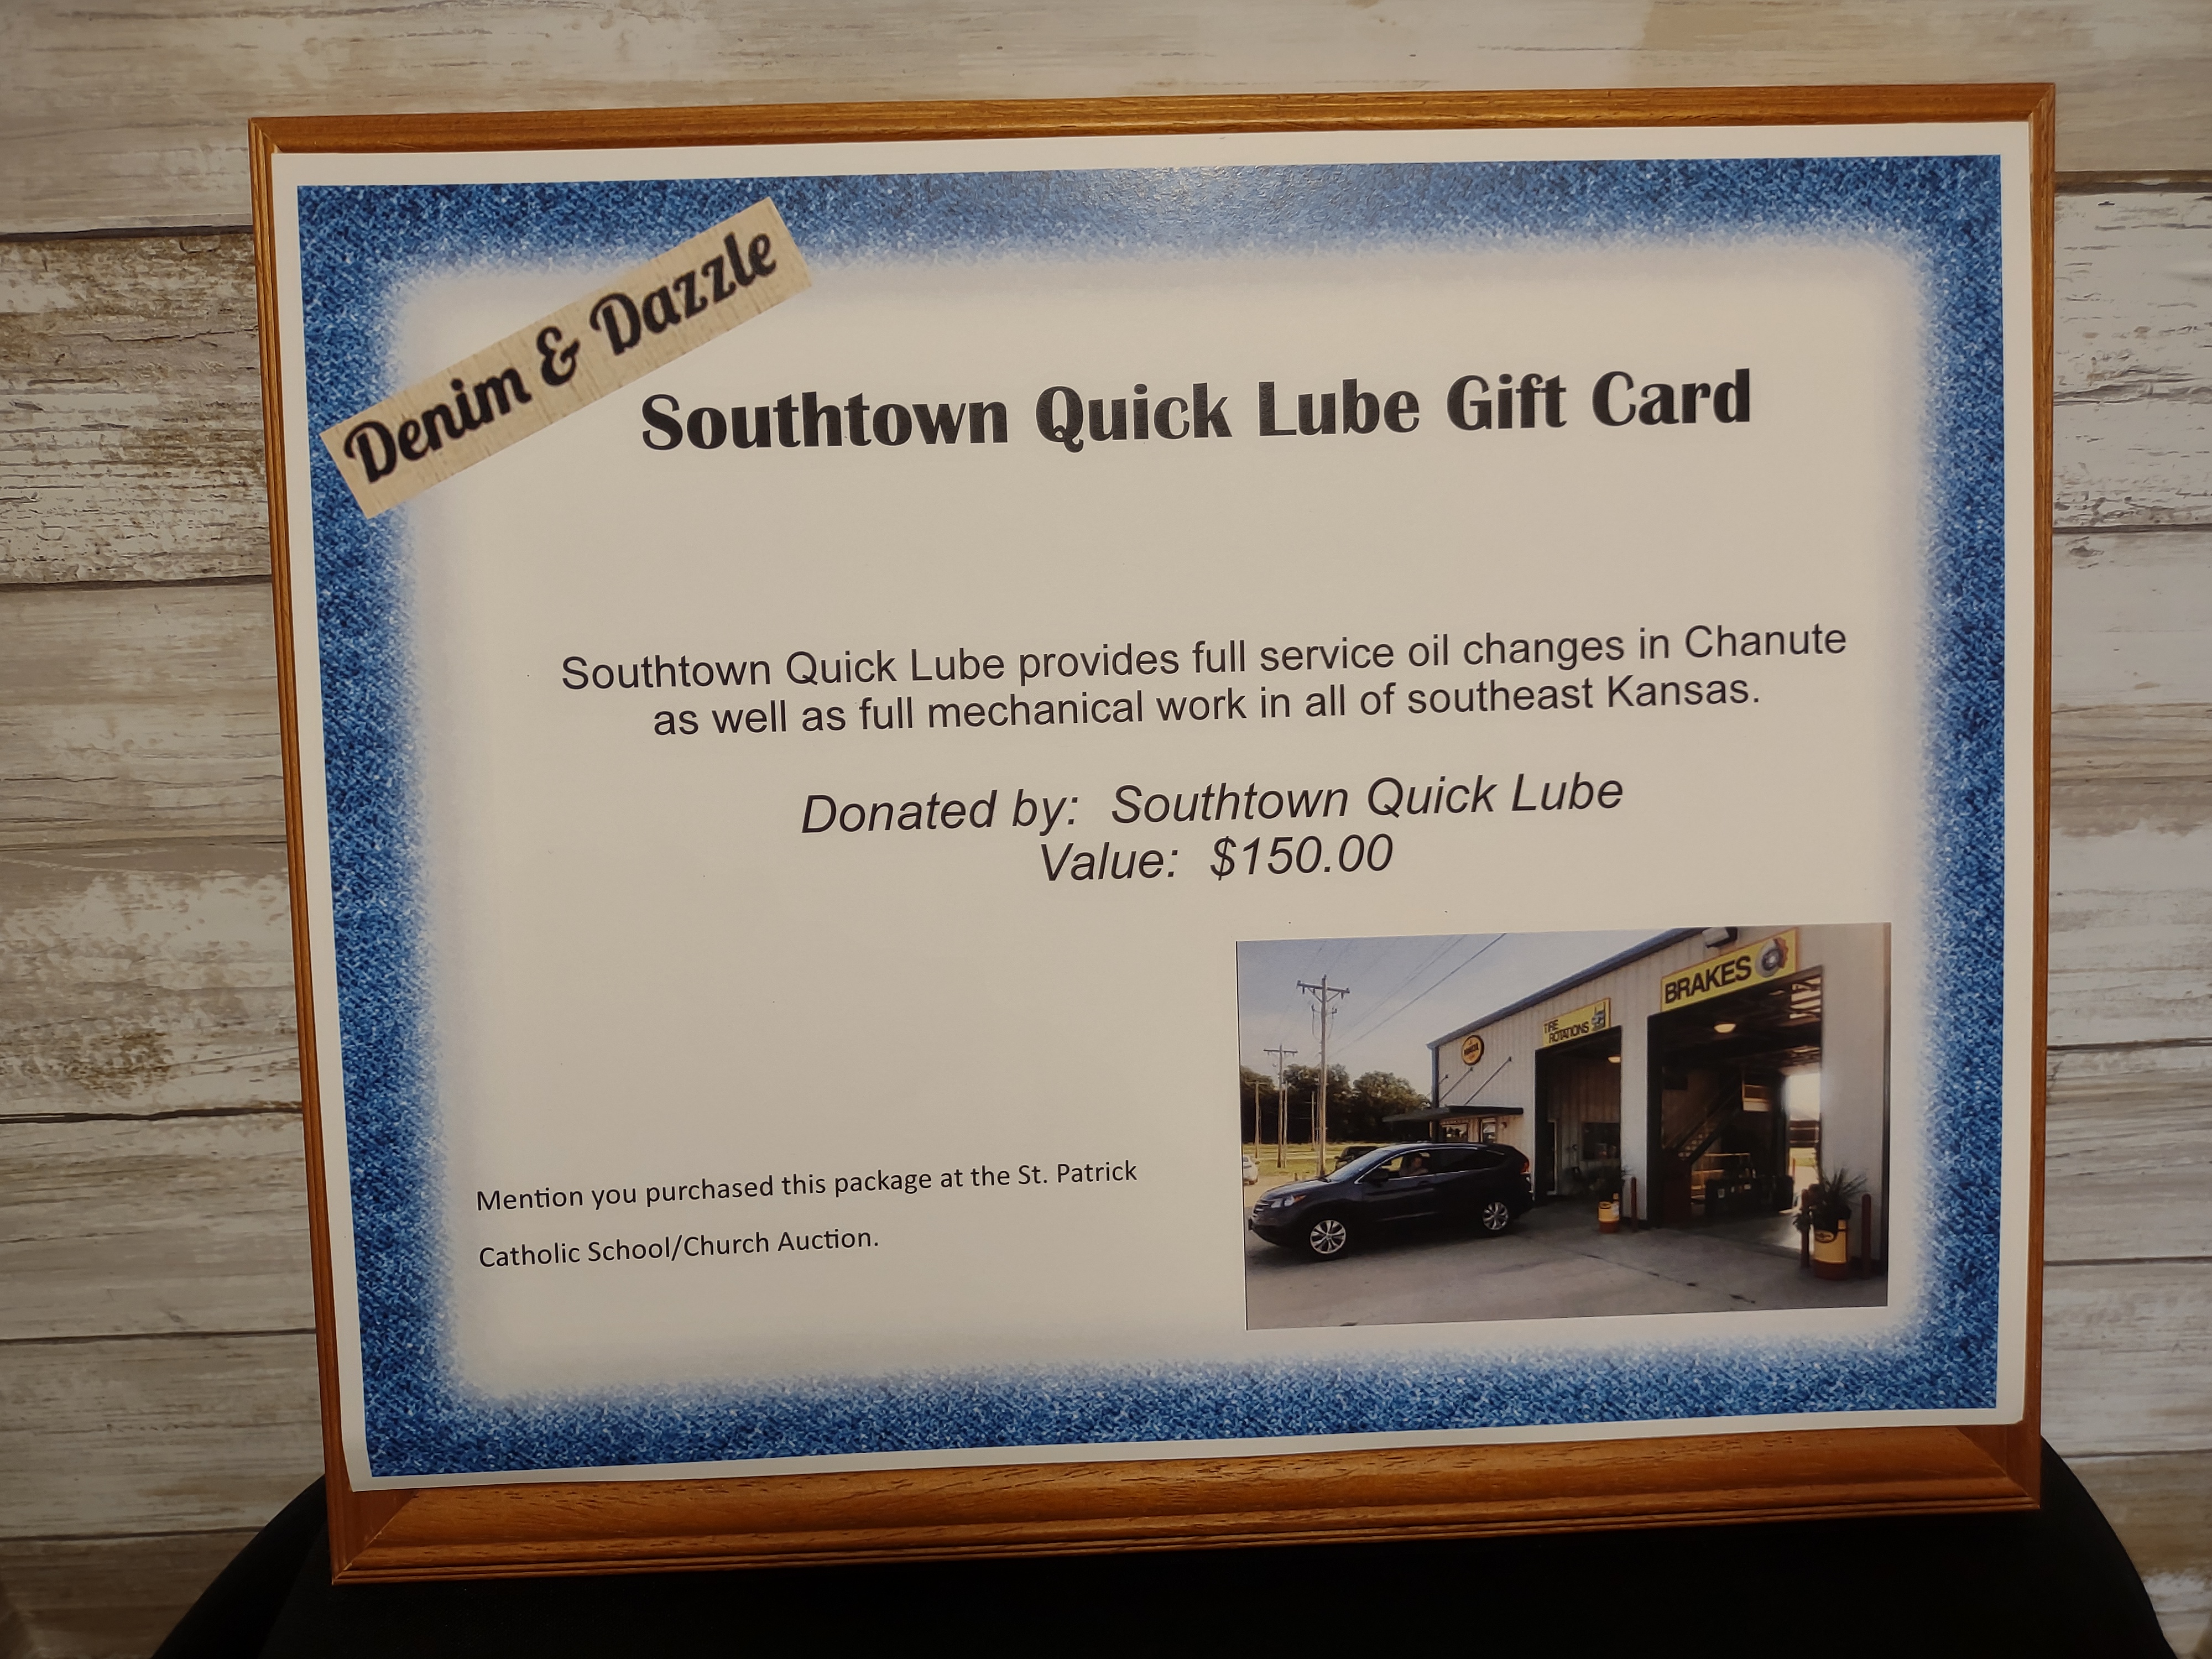 Denim & Dazzle
Southtown Quick Lube Gift Card
Southtown Quick Lube provides full service oil changes in Chanute
as well as full mechanical work in all of southeast Kansas.
Donated by: Southtown Quick Lube
Value: $150.00
BRAKES
TIRE
ROTATIONS
Mention you purchased this package at the St. Patrick
Catholic School/Church Auction.